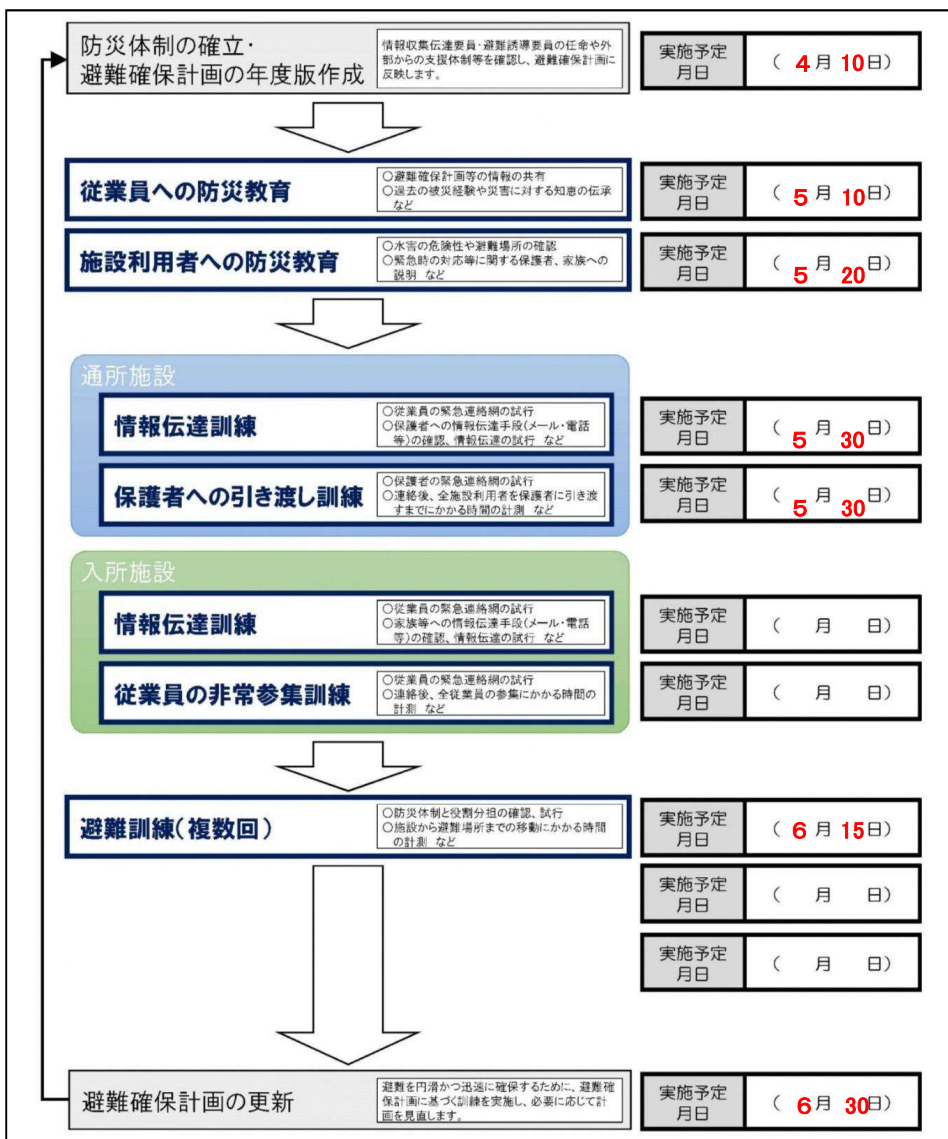 防災体制の確立・
避難確保計画の年度版作成
情報収集伝達要員・避難誘導要員の任命や外
部からの支援体制等を確認し、避難確保計画に
反映します。
実施予定
月日
( 4月 10日)
従業員への防災教育
○避難確保計画等の情報の共有
○過去の被災経験や災害に対する知恵の伝承
など
実施予定
月日
( 5月 10日)
施設利用者への防災教育
○水害の危険性や避難場所の確認
○緊急時の対応等に関する保護者、家族への
説明 など
実施予定
月日
( 5月 20日)
通所施設
情報伝達訓練
○従業員の緊急連絡網の試行
○保護者への情報伝達手段(メール・電話
等)の確認、情報伝達の試行 など
実施予定
月日
( 5月 30日)
保護者への引き渡し訓練
○保護者の緊急連絡網の試行
○連絡後、全施設利用者を保護者に引き渡
すまでにかかる時間の計測 など
実施予定
月日
( 5月 30日)
入所施設
情報伝達訓練
○従業員の緊急連絡網の試行
○家族等への情報伝達手段(メール・電話
等)の確認、情報伝達の試行 など
実施予定
月日
( 月 日)
従業員の非常参集訓練
○従業員の緊急連絡網の試行
○連絡後、全従業員の参集にかかる時間の
計測 など
実施予定
月日
( 月 日)
避難訓練(複数回)
○防災体制と役割分担の確認、試行
○施設から避難場所までの移動にかかる時間
の計測 など
実施予定
月日
( 6月 15日)
実施予定
月日
( 月 日)
実施予定
月日
( 月 日)
避難確保計画の更新
避難を円滑かつ迅速に確保するために、避難確
保計画に基づく訓練を実施し、必要に応じて計
画を見直します。
実施予定
月日
( 6月 30日)